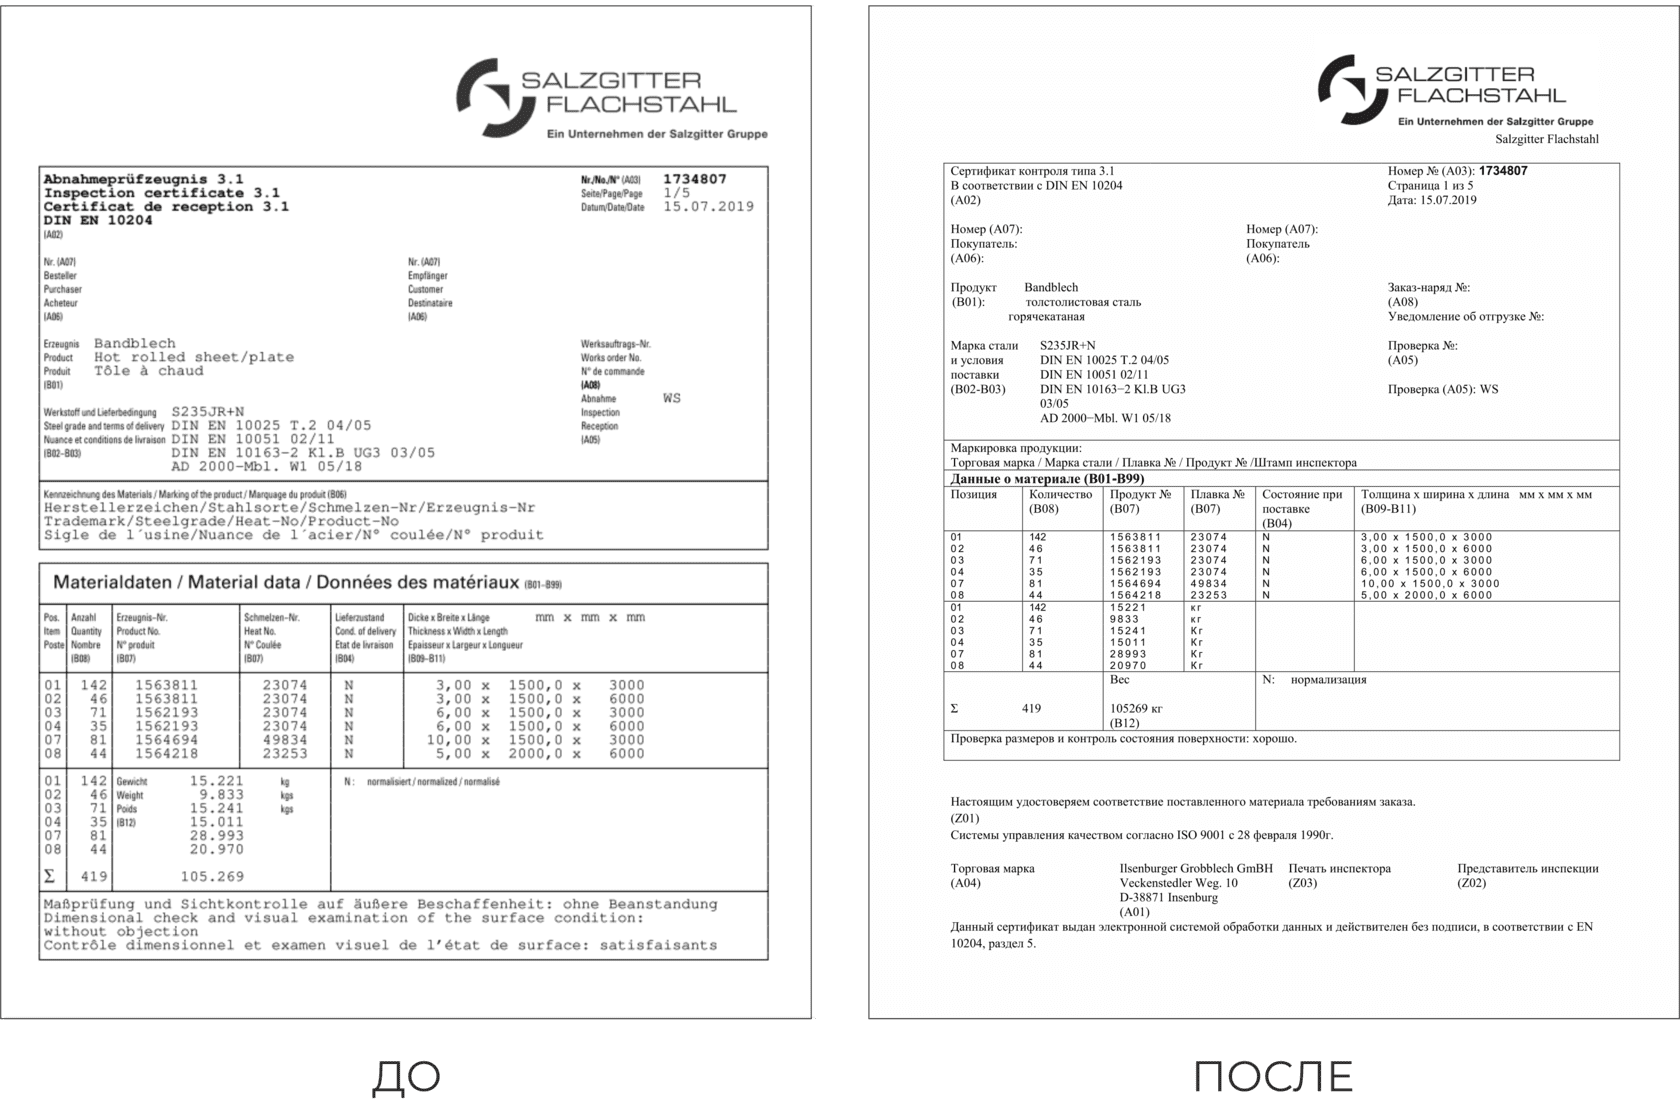 SALZGITTER
FLACHSTAHL
Ein Unternehmen der Salzgitter Gruppe
Abnahmeprüfzeugnis 3.1
Inspection certificate 3.1
Certificat de reception 3.1
DIN EN 10204
(A02)
Nr./No./N° (A03) 1734807
Seite/Page/Page 1/5
Datum/Date/Date 15.07.2019
Nr. (A07)
Besteller
Purchaser
Acheteur
(A06)
Nr. (A07)
Empfänger
Customer
Destinataire
(A06)
Erzeugnis Bandblech
Product Hot rolled sheet/plate
Produit Tôle à chaud
(B01)
Werksauftrags-Nr.
Works order No.
N° de commande
(A08)
Abnahme WS
Inspection
Reception
(A05)
Werkstoff und Lieferbedingung S235JR+N
Steel grade and terms of delivery DIN EN 10025 T.2 04/05
Nuance et conditions de livraison DIN EN 10051 02/11
(B02-B03) DIN EN 10163-2 Kl.B UG3 03/05
AD 2000-Mbl. W1 05/18
Kennzeichnung des Materials / Marking of the product / Marquage du produit (B06)
Herstellerzeichen/Stahlsorte/Schmelzen-Nr/Erzeugnis-Nr
Trademark/Steelgrade/Heat-No/Product-No
Sigle de l´usine/Nuance de l´acier/N° coulée/N° produit
Materialdaten / Material data / Données des matériaux (B01-B99)
Pos. Anzahl Erzeugnis-Nr. Schmelzen-Nr. Lieferzustand Dicke x Breite x Länge mm x mm x mm
Item Quantity Product No. Heat No. Cond. of delivery Thickness x Width x Length
Poste Nombre N° produit N° Coulée Etat de livraison Epaisseur x Largeur x Longueur
(B08) (B07) (B07) (B04) (B09-B11)
01 142 1563811 23074 N 3,00 x 1500,0 x 3000
02 46 1563811 23074 N 3,00 x 1500,0 x 6000
03 71 1562193 23074 N 6,00 x 1500,0 x 3000
04 35 1562193 23074 N 6,00 x 1500,0 x 6000
07 81 1564694 49834 N 10,00 x 1500,0 x 3000
08 44 1564218 23253 N 5,00 x 2000,0 x 6000
01 142 Gewicht 15.221 kg N : normalisiert / normalized / normalisé
02 46 Weight 9.833 kgs
03 71 Poids 15.241 kgs
04 35 (B12) 15.011
07 81 28.993
08 44 20.970
Σ 419 105.269
Maßprüfung und Sichtkontrolle auf äußere Beschaffenheit: ohne Beanstandung
Dimensional check and visual examination of the surface condition:
without objection
Contrôle dimensionnel et examen visuel de l´état de surface: satisfaisants
ДО
SALZGITTER
FLACHSTAHL
Ein Unternehmen der Salzgitter Gruppe
Salzgitter Flachstahl
Сертификат контроля типа 3.1
В соответствии с DIN EN 10204
(A02)
Номер № (A03): 1734807
Страница 1 из 5
Дата: 15.07.2019
Номер (A07):
Покупатель:
(A06):
Номер (A07):
Покупатель
(A06):
Продукт Bandblech
(B01): толстолистовая сталь
горячекатаная
Заказ-наряд №:
(A08)
Уведомление об отгрузке №:
Марка стали S235JR+N
и условия DIN EN 10025 T.2 04/05
поставки DIN EN 10051 02/11
(B02-B03) DIN EN 10163−2 Kl.B UG3
03/05
AD 2000−Mbl. W1 05/18
Проверка №:
(A05)
Проверка (A05): WS
Маркировка продукции:
Торговая марка / Марка стали / Плавка № / Продукт № /Штамп инспектора
Данные о материале (B01-B99)
Позиция Количество Продукт № Плавка № Состояние при Толщина x ширина x длина мм x мм x мм
(B08) (B07) (B07) поставке (B09-B11)
(B04)
01 142 1563811 23074 N 3,00 x 1500,0 x 3000
02 46 1563811 23074 N 3,00 x 1500,0 x 6000
03 71 1562193 23074 N 6,00 x 1500,0 x 3000
04 35 1562193 23074 N 6,00 x 1500,0 x 6000
07 81 1564694 49834 N 10,00 x 1500,0 x 3000
08 44 1564218 23253 N 5,00 x 2000,0 x 6000
01 142 15221 кг
02 46 9833 кг
03 71 15241 Кг
04 35 15011 Кг
07 81 28993 Кг
08 44 20970 Кг
Вес N: нормализация
Σ 419 105269 кг
(B12)
Проверка размеров и контроль состояния поверхности: хорошо.
Настоящим удостоверяем соответствие поставленного материала требованиям заказа.
(Z01)
Системы управления качеством согласно ISO 9001 с 28 февраля 1990г.
Торговая марка Ilsenburger Grobblech GmBH Печать инспектора Представитель инспекции
(A04) Veckenstedler Weg. 10 (Z03) (Z02)
D-38871 Insenburg
(A01)
Данный сертификат выдан электронной системой обработки данных и действителен без подписи, в соответствии с EN
10204, раздел 5.
ПОСЛЕ